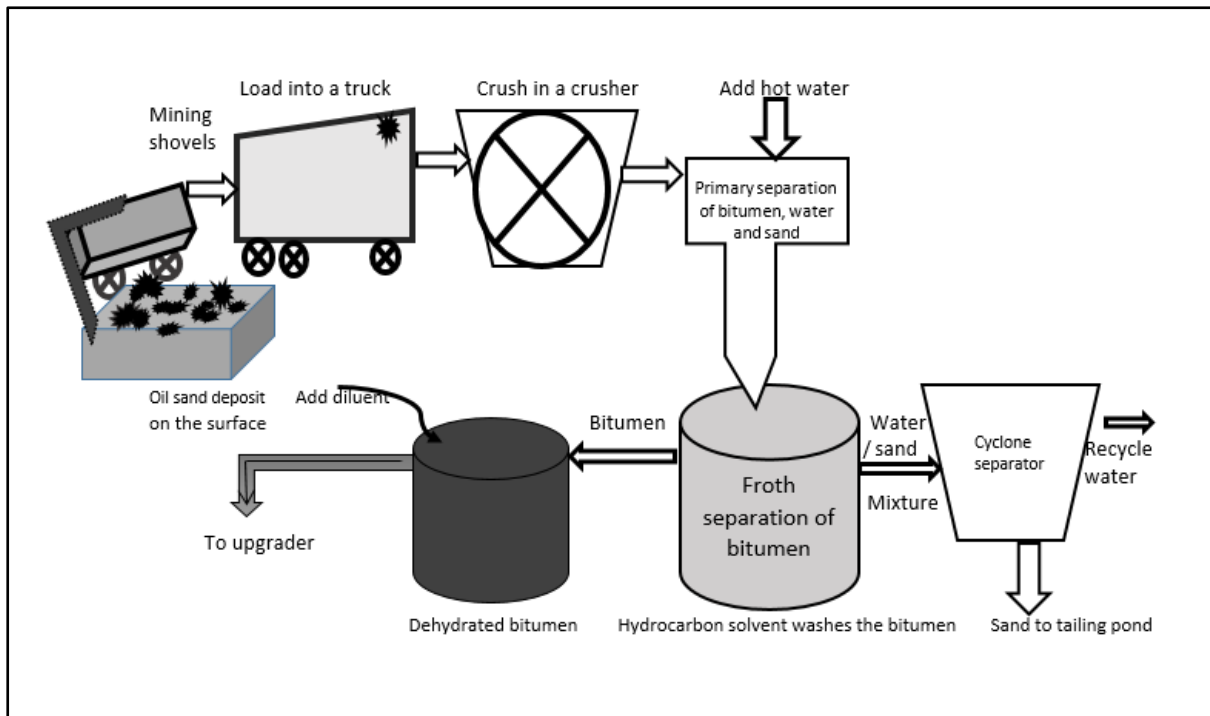 Load into a truck
Crush in a crusher
Add hot water
Mining
shovels
Primary separation
of bitumen, water
and sand
Oil sand deposit
on the surface
Add diluent
Bitumen
Water
/ sand
Mixture
Cyclone
separator
Recycle
water
Froth
separation of
bitumen
To upgrader
Dehydrated bitumen
Hydrocarbon solvent washes the bitumen
Sand to tailing pond